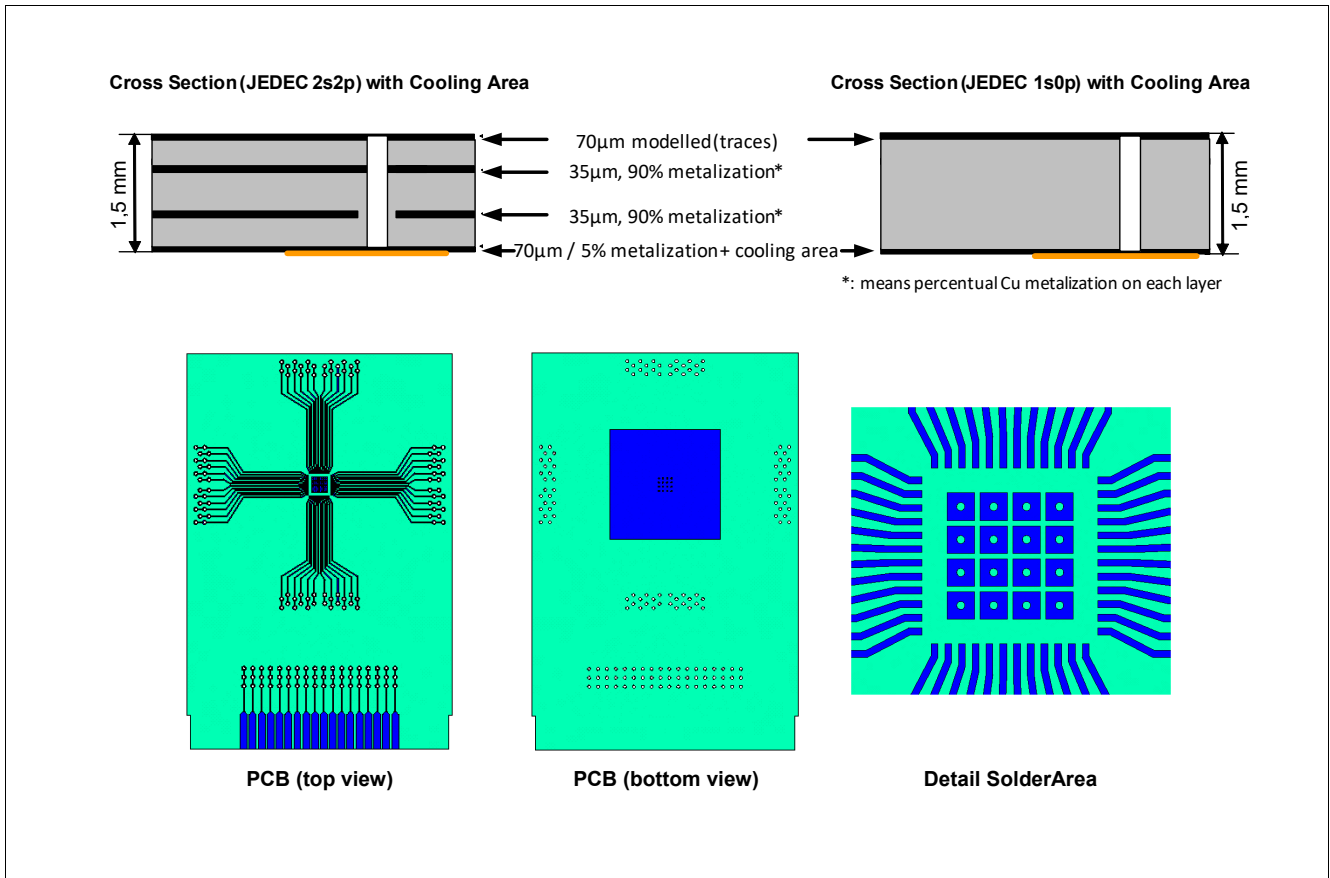 Cross Section (JEDEC 2s2p) with Cooling Area
Cross Section (JEDEC 1s0p) with Cooling Area
1,5 mm
70µm modelled (traces)
35µm, 90% metalization*
35µm, 90% metalization*
70µm / 5% metalization + cooling area
1,5 mm
*: means percentual Cu metalization on each layer
PCB (top view)
PCB (bottom view)
Detail SolderArea